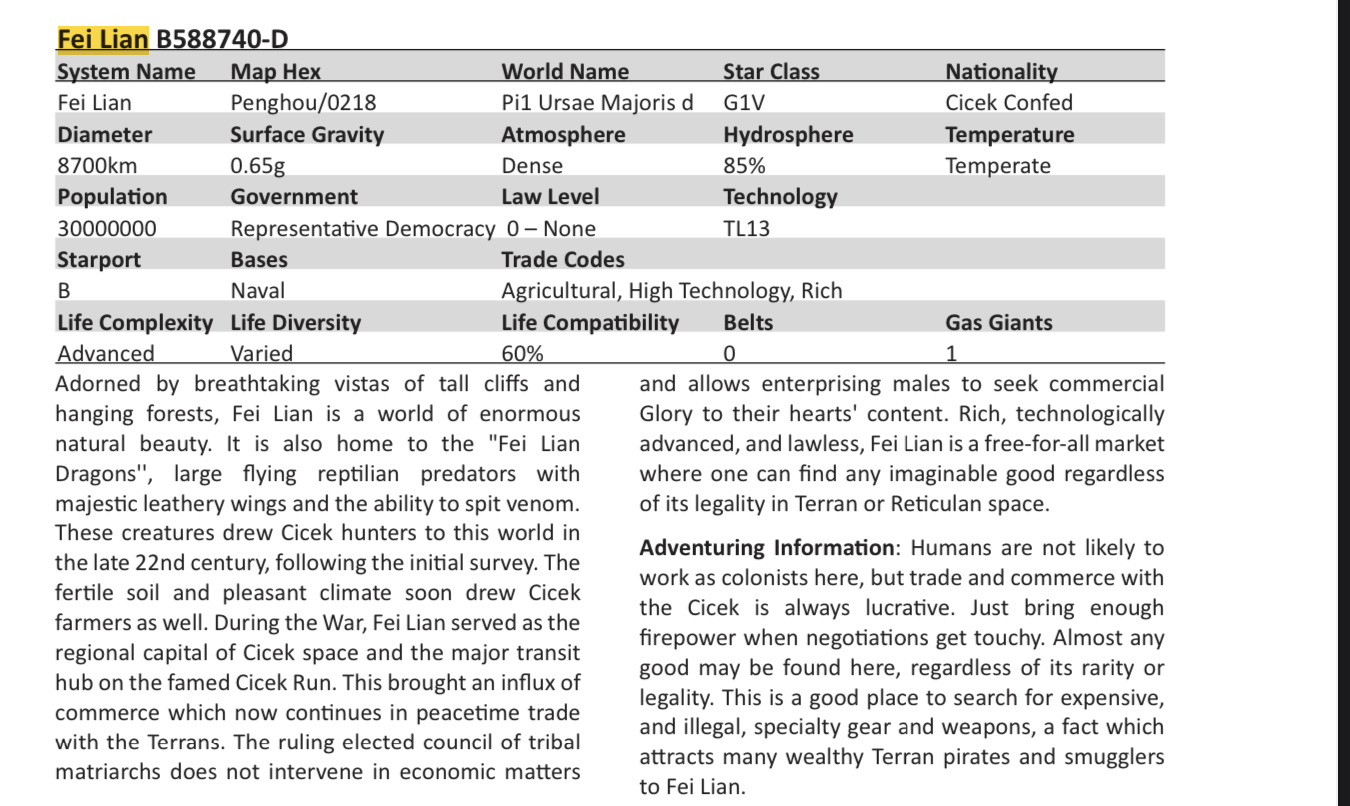 Fei Lian B588740-D
System Name Map Hex World Name Star Class Nationality
Fei Lian Penghou/0218 Pi1 Ursae Majoris d G1V Cicek Confed
Diameter Surface Gravity Atmosphere Hydrosphere Temperature
8700km 0.65g Dense 85% Temperate
Population Government Law Level Technology
30000000 Representative Democracy 0 – None TL13
Starport Bases Trade Codes
B Naval Agricultural, High Technology, Rich
Life Complexity Life Diversity Life Compatibility Belts Gas Giants
Advanced Varied 60% 0 1
Adorned by breathtaking vistas of tall cliffs and
hanging forests, Fei Lian is a world of enormous
natural beauty. It is also home to the "Fei Lian
Dragons'', large flying reptilian predators with
majestic leathery wings and the ability to spit venom.
These creatures drew Cicek hunters to this world in
the late 22nd century, following the initial survey. The
fertile soil and pleasant climate soon drew Cicek
farmers as well. During the War, Fei Lian served as the
regional capital of Cicek space and the major transit
hub on the famed Cicek Run. This brought an influx of
commerce which now continues in peacetime trade
with the Terrans. The ruling elected council of tribal
matriarchs does not intervene in economic matters
and allows enterprising males to seek commercial
Glory to their hearts' content. Rich, technologically
advanced, and lawless, Fei Lian is a free-for-all market
where one can find any imaginable good regardless
of its legality in Terran or Reticulan space.
Adventuring Information: Humans are not likely to
work as colonists here, but trade and commerce with
the Cicek is always lucrative. Just bring enough
firepower when negotiations get touchy. Almost any
good may be found here, regardless of its rarity or
legality. This is a good place to search for expensive,
and illegal, specialty gear and weapons, a fact which
attracts many wealthy Terran pirates and smugglers
to Fei Lian.